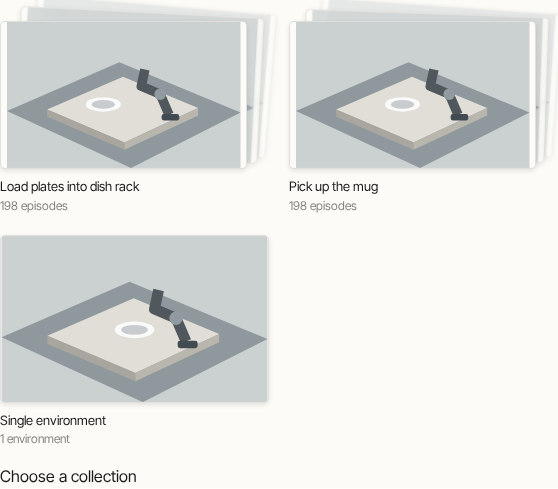 Load plates into dish rack
198 episodes
Pick up the mug
198 episodes
Single environment
1 environment
Choose a collection